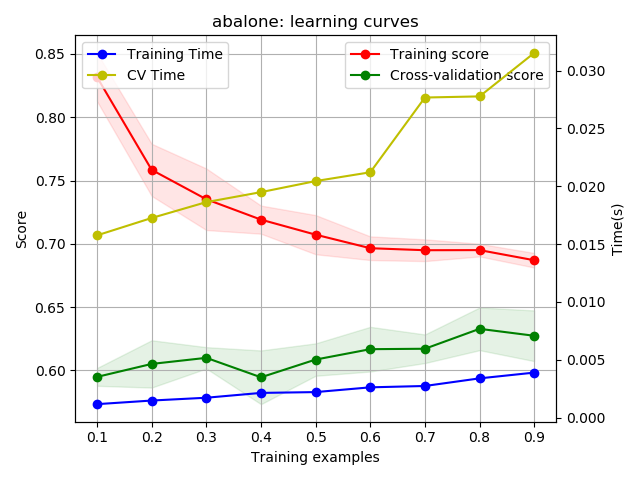 abalone: learning curves
Training Time
CV Time
Training score
Cross-validation score
0.85
0.80
0.75
0.70
0.65
0.60
Score
0.030
0.025
0.020
0.015
0.010
0.005
0.000
Time(s)
0.1 0.2 0.3 0.4 0.5 0.6 0.7 0.8 0.9
Training examples